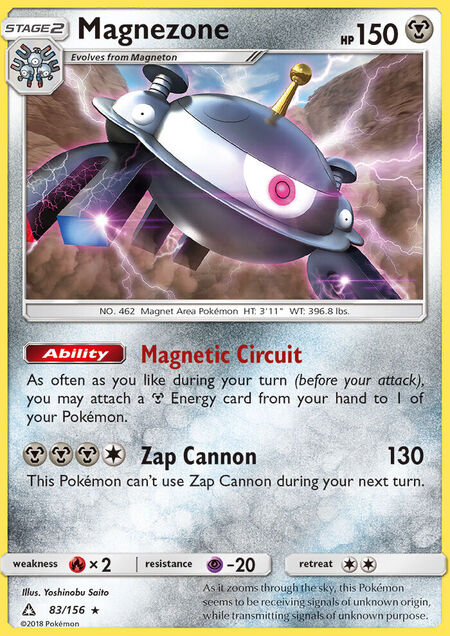 STAGE2 Magnezone HP 150
Evolves from Magneton
NO. 462 Magnet Area Pokémon HT: 3'11" WT: 396.8 lbs.
Ability Magnetic Circuit
As often as you like during your turn (before your attack),
you may attach a Energy card from your hand to 1 of
your Pokémon.
Zap Cannon 130
This Pokémon can't use Zap Cannon during your next turn.
weakness ×2 resistance -20 retreat
Illus. Yoshinobu Saito
83/156 ★
©2018 Pokémon
As it zooms through the sky, this Pokémon
seems to be receiving signals of unknown origin,
while transmitting signals of unknown purpose.